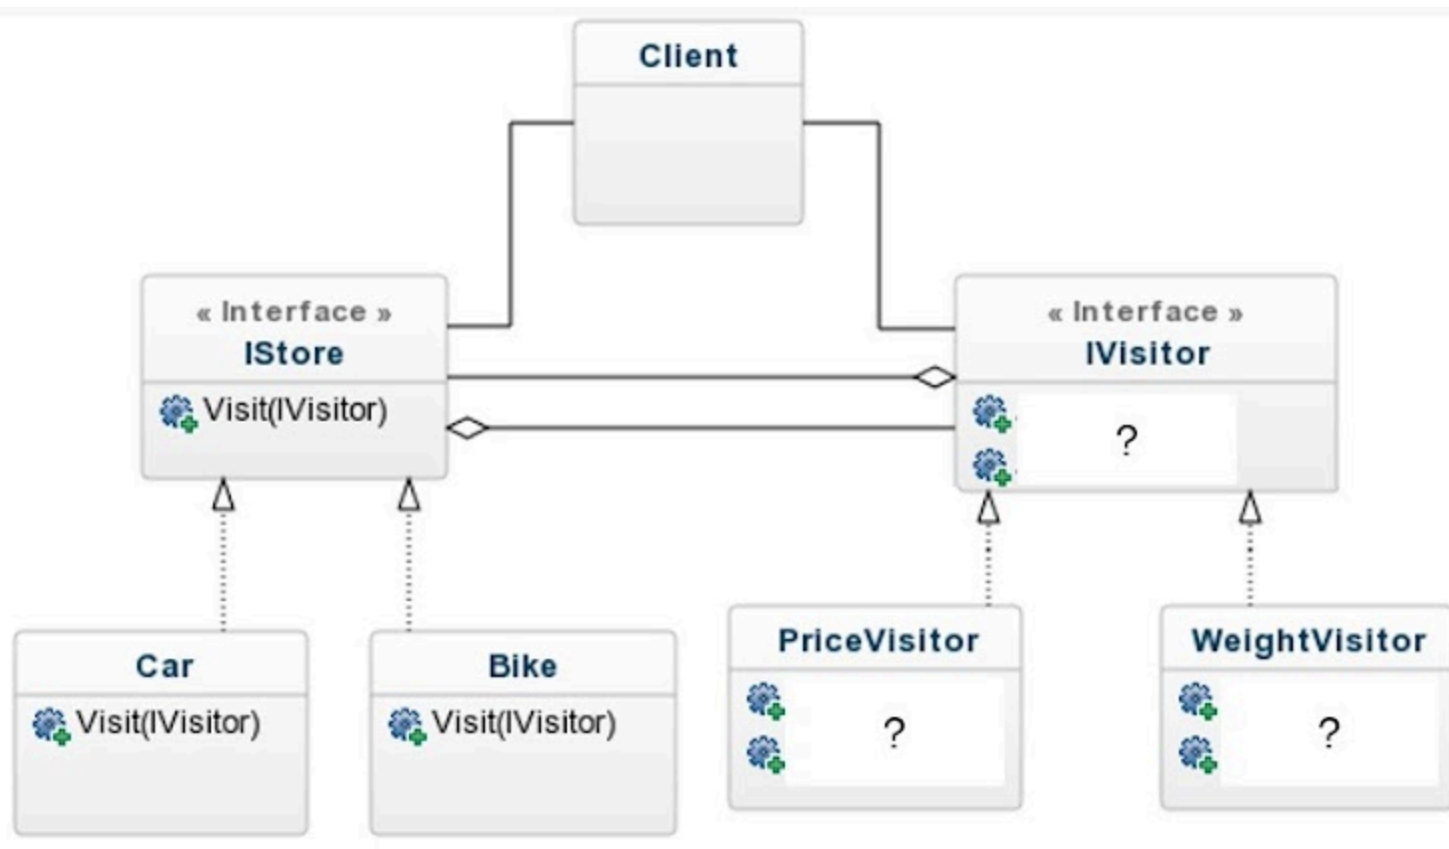 Client
« Interface »
IStore
Visit(IVisitor)
« Interface »
IVisitor
?
Car
Visit(IVisitor)
Bike
Visit(IVisitor)
PriceVisitor
?
WeightVisitor
?